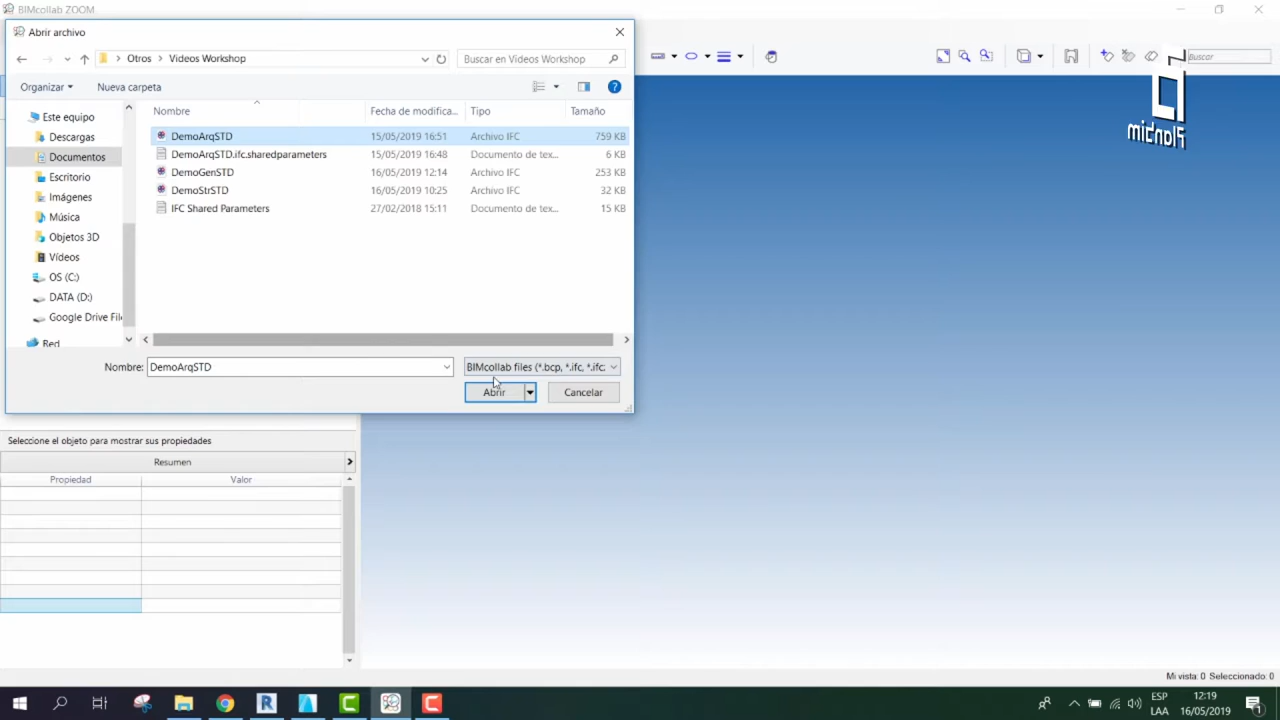 BIMcollab ZOOM
Abrir archivo
Otros > Videos Workshop
Buscar en Videos Workshop
Organizar
Nueva carpeta
Nombre
Fecha de modifica...
Tipo
Tamaño
Este equipo
Descargas
Documentos
Escritorio
Imágenes
Música
Objetos 3D
Vídeos
OS (C:)
DATA (D:)
Google Drive File
Red
DemoArqSTD 15/05/2019 16:51 Archivo IFC 759 KB
DemoArqSTD.ifc.sharedparameters 15/05/2019 16:48 Documento de tex... 6 KB
DemoGenSTD 16/05/2019 12:14 Archivo IFC 253 KB
DemoStrSTD 16/05/2019 10:25 Archivo IFC 32 KB
IFC Shared Parameters 27/02/2018 15:11 Documento de tex... 15 KB
Nombre: DemoArqSTD
BIMcollab files (*.bcp, *.ifc, *.ifc;
Abrir
Cancelar
Buscar
Planbim
Seleccione el objeto para mostrar sus propiedades
Resumen
Propiedad Valor
Mi vista: 0 Seleccionado: 0
ESP
LAA
12:19
16/05/2019
1